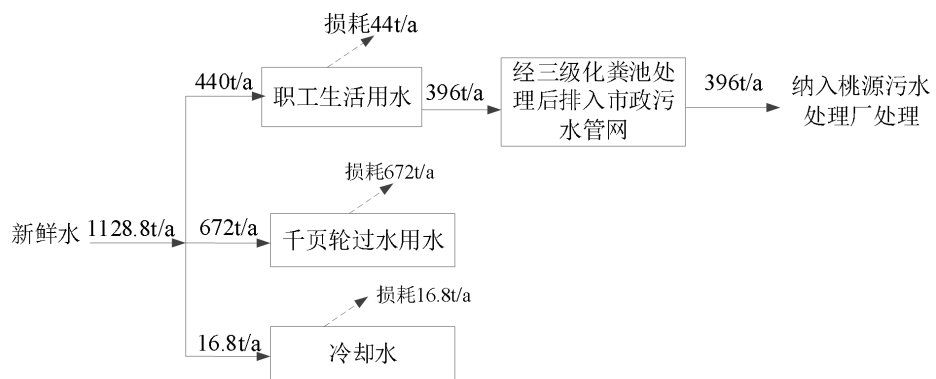 损耗44t/a
440t/a
职工生活用水
396t/a
经三级化粪池处
理后排入市政污
水管网
396t/a
纳入桃源污水
处理厂处理
损耗672t/a
新鲜水
1128.8t/a
672t/a
千页轮过水用水
损耗16.8t/a
16.8t/a
冷却水